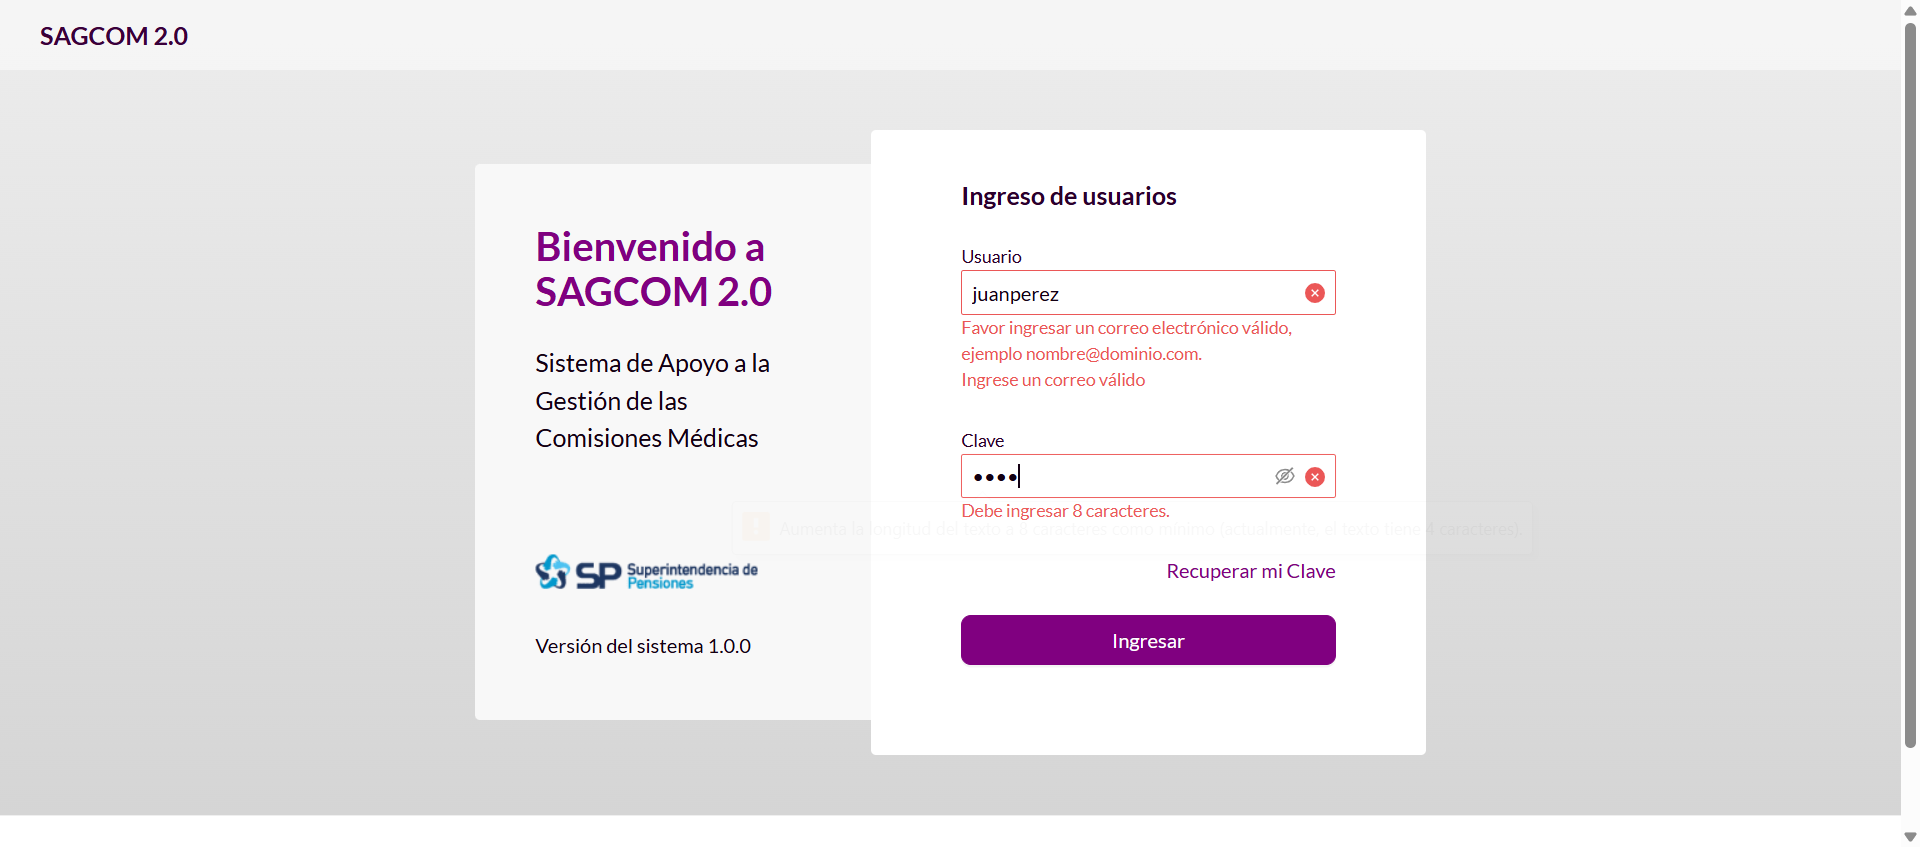 SAGCOM 2.0
Bienvenido a
SAGCOM 2.0
Sistema de Apoyo a la
Gestión de las
Comisiones Médicas
SP Superintendencia de
Pensiones
Versión del sistema 1.0.0
Ingreso de usuarios
Usuario
juanperez
Favor ingresar un correo electrónico válido,
ejemplo nombre@dominio.com.
Ingrese un correo válido
Clave
Debe ingresar 8 caracteres.
Aumenta la longitud del texto a 8 caracteres como mínimo (actualmente, el texto tiene 4 caracteres).
Recuperar mi Clave
Ingresar